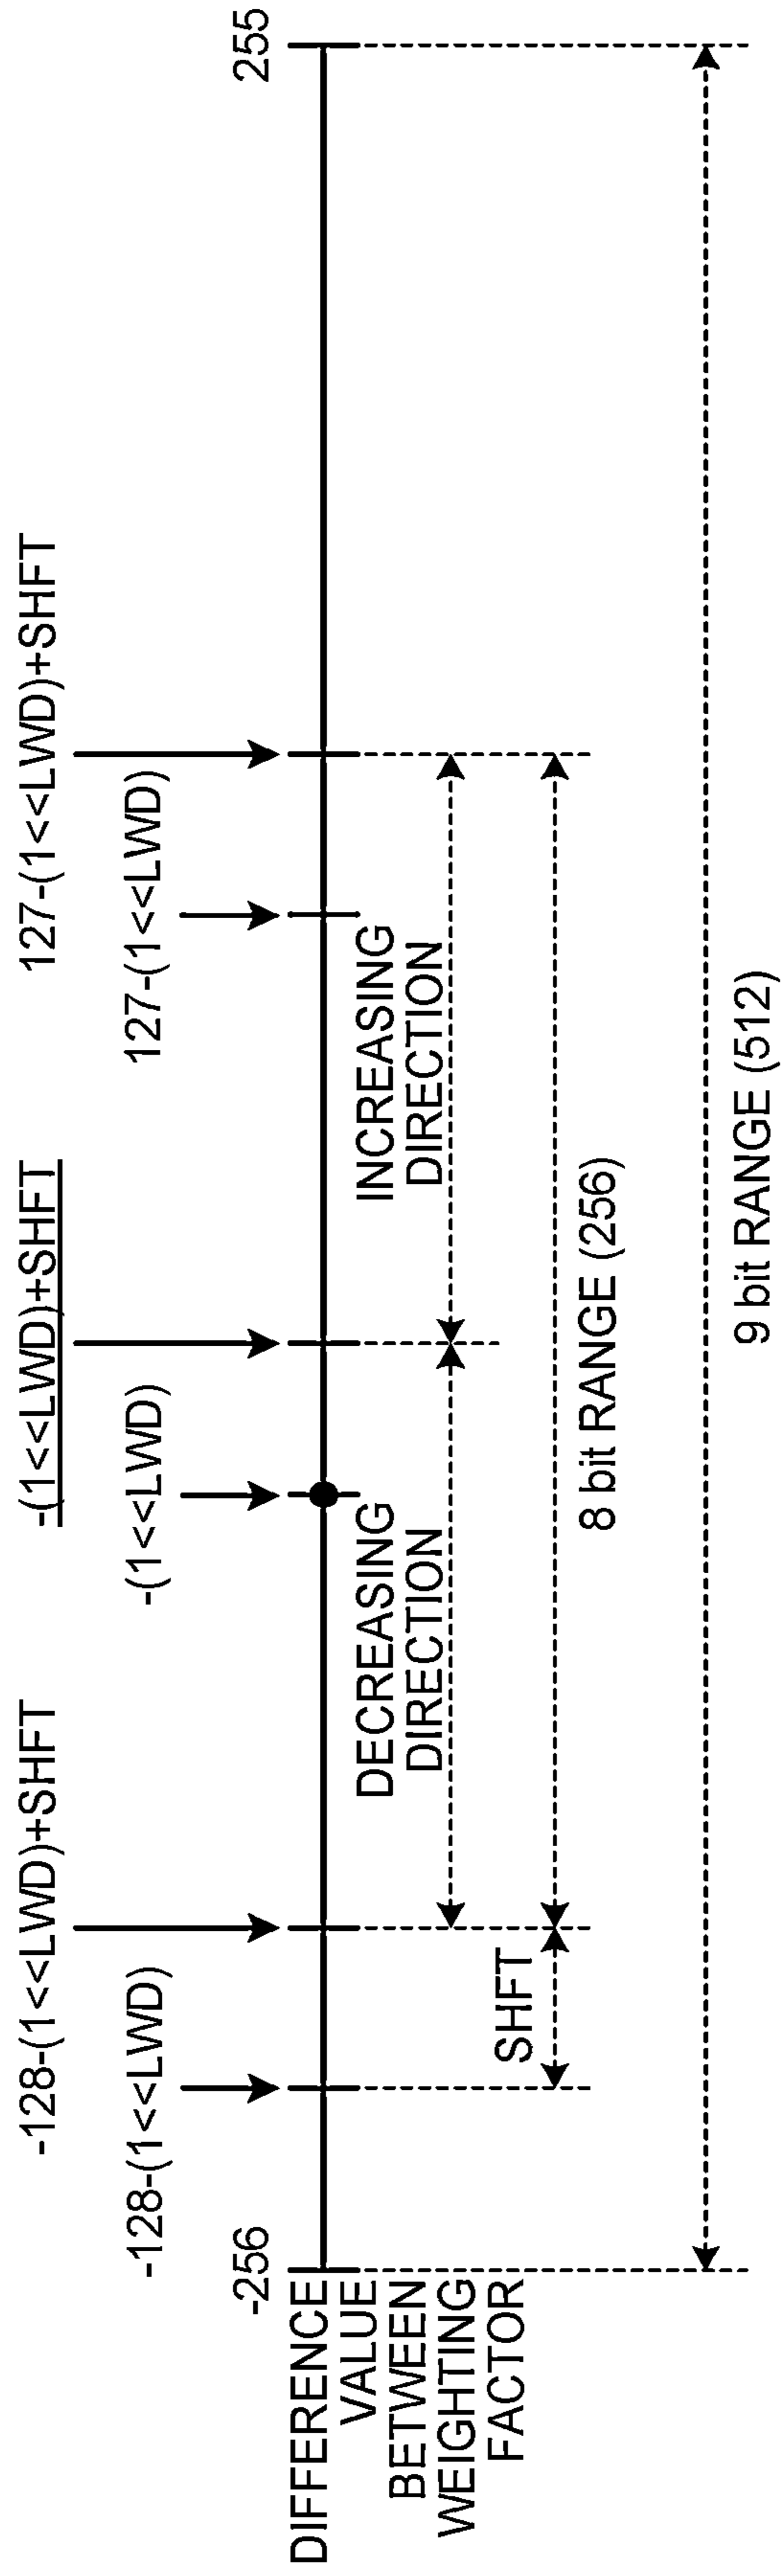 -128-(1<<LWD)+SHFT
-(1<<LWD)+SHFT
127-(1<<LWD)+SHFT
-128-(1<<LWD)
-(1<<LWD)
127-(1<<LWD)
-256
255
DIFFERENCE
VALUE
BETWEEN
WEIGHTING
FACTOR
DECREASING
DIRECTION
INCREASING
DIRECTION
SHFT
8 bit RANGE (256)
9 bit RANGE (512)